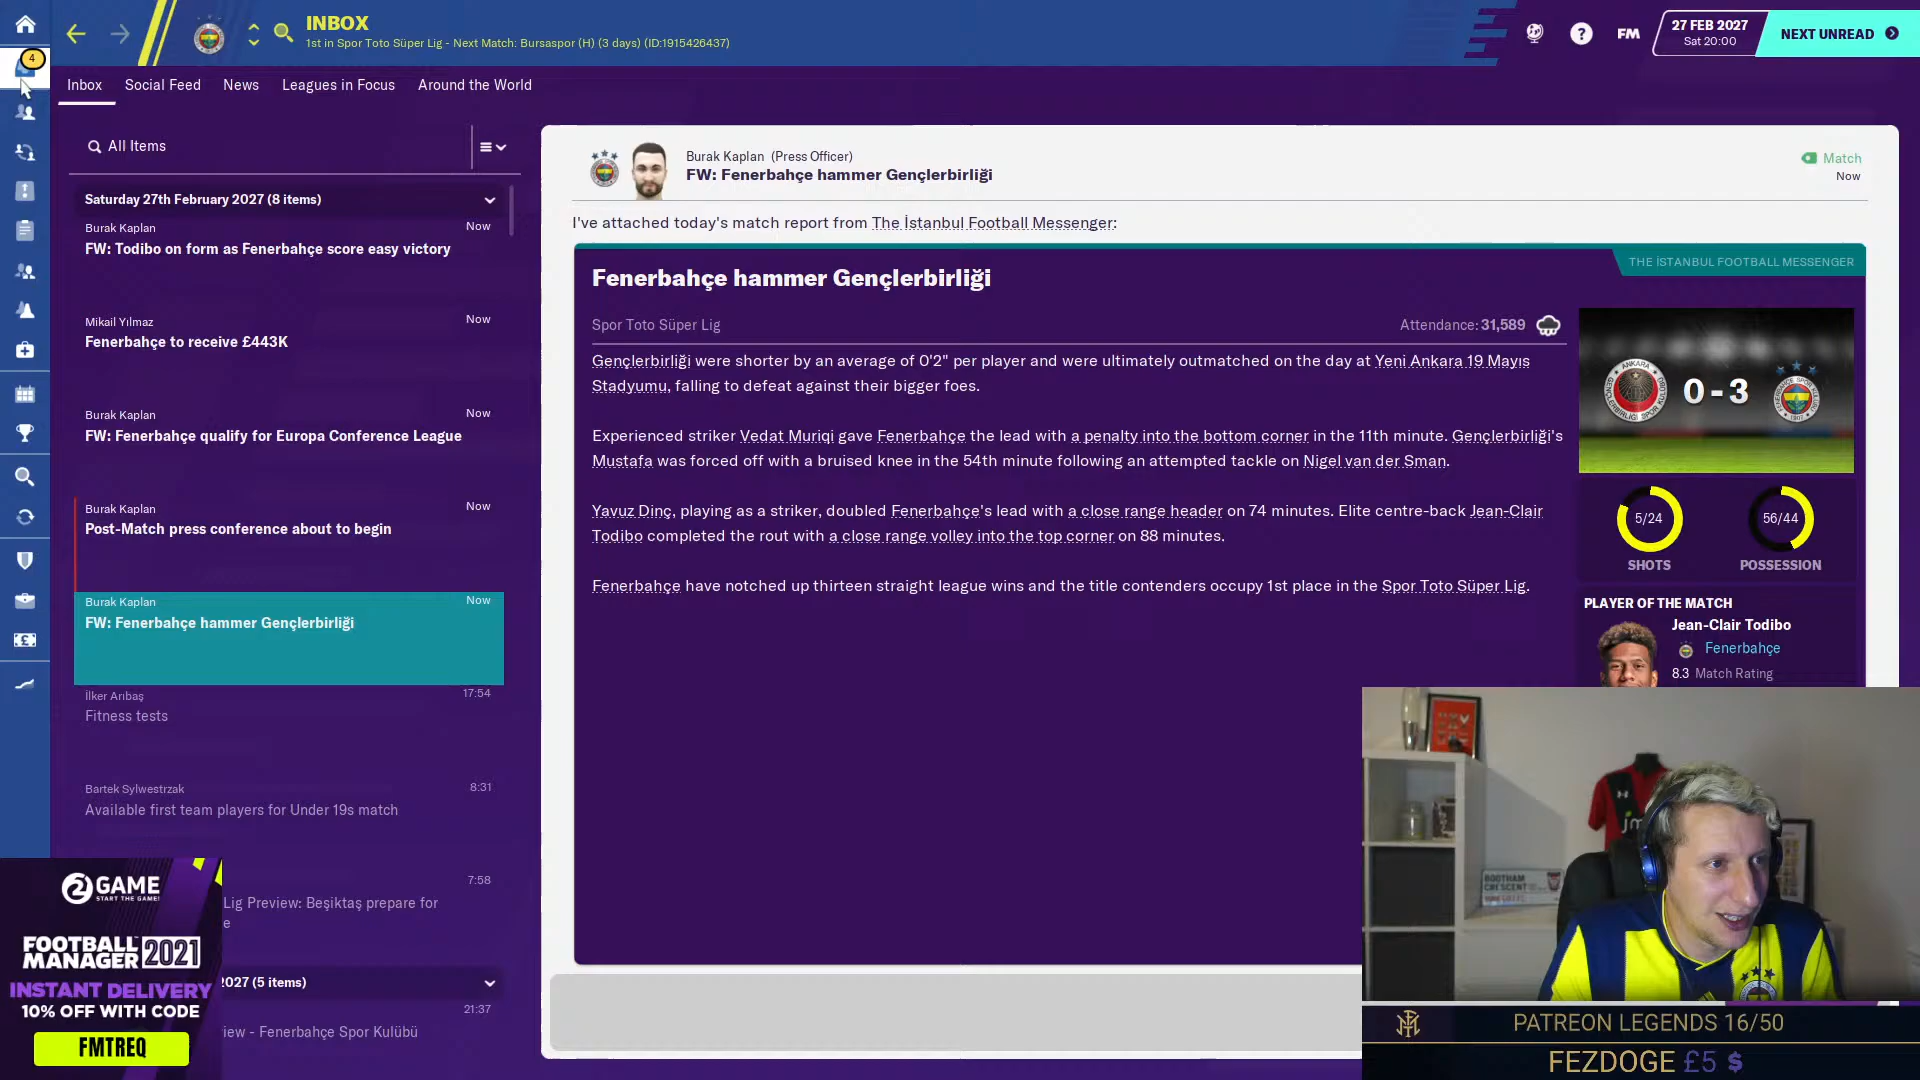 INBOX
1st in Spor Toto Süper Lig - Next Match: Bursaspor (H) (3 days) (ID:1915426437)
FM
27 FEB 2027
Sat 20:00
NEXT UNREAD
4
Inbox Social Feed News Leagues in Focus Around the World
All Items
Saturday 27th February 2027 (8 items)
Burak Kaplan Now
FW: Todibo on form as Fenerbahçe score easy victory
Mikail Yılmaz Now
Fenerbahçe to receive £443K
Burak Kaplan Now
FW: Fenerbahçe qualify for Europa Conference League
Burak Kaplan Now
Post-Match press conference about to begin
Burak Kaplan Now
FW: Fenerbahçe hammer Gençlerbirliği
İlker Arıbaş 17:54
Fitness tests
Bartek Sylwestrzak 8:31
Available first team players for Under 19s match
7:58
Lig Preview: Beşiktaş prepare for
e
2027 (5 items)
21:37
iew - Fenerbahçe Spor Kulübü
Burak Kaplan (Press Officer)
FW: Fenerbahçe hammer Gençlerbirliği
Match
Now
I've attached today's match report from The İstanbul Football Messenger:
THE İSTANBUL FOOTBALL MESSENGER
Fenerbahçe hammer Gençlerbirliği
Spor Toto Süper Lig Attendance: 31,589
Gençlerbirliği were shorter by an average of 0'2" per player and were ultimately outmatched on the day at Yeni Ankara 19 Mayıs
Stadyumu, falling to defeat against their bigger foes.
Experienced striker Vedat Muriqi gave Fenerbahçe the lead with a penalty into the bottom corner in the 11th minute. Gençlerbirliği's
Mustafa was forced off with a bruised knee in the 54th minute following an attempted tackle on Nigel van der Sman.
Yavuz Dinç, playing as a striker, doubled Fenerbahçe's lead with a close range header on 74 minutes. Elite centre-back Jean-Clair
Todibo completed the rout with a close range volley into the top corner on 88 minutes.
Fenerbahçe have notched up thirteen straight league wins and the title contenders occupy 1st place in the Spor Toto Süper Lig.
0 - 3
5/24
SHOTS
56/44
POSSESSION
PLAYER OF THE MATCH
Jean-Clair Todibo
Fenerbahçe
8.3 Match Rating
2GAME
START THE GAME!
FOOTBALL
MANAGER 2021
INSTANT DELIVERY
10% OFF WITH CODE
FMTREQ
BOOTHAM
CRESCENT
PATREON LEGENDS 16/50
FEZDOGE £5 $